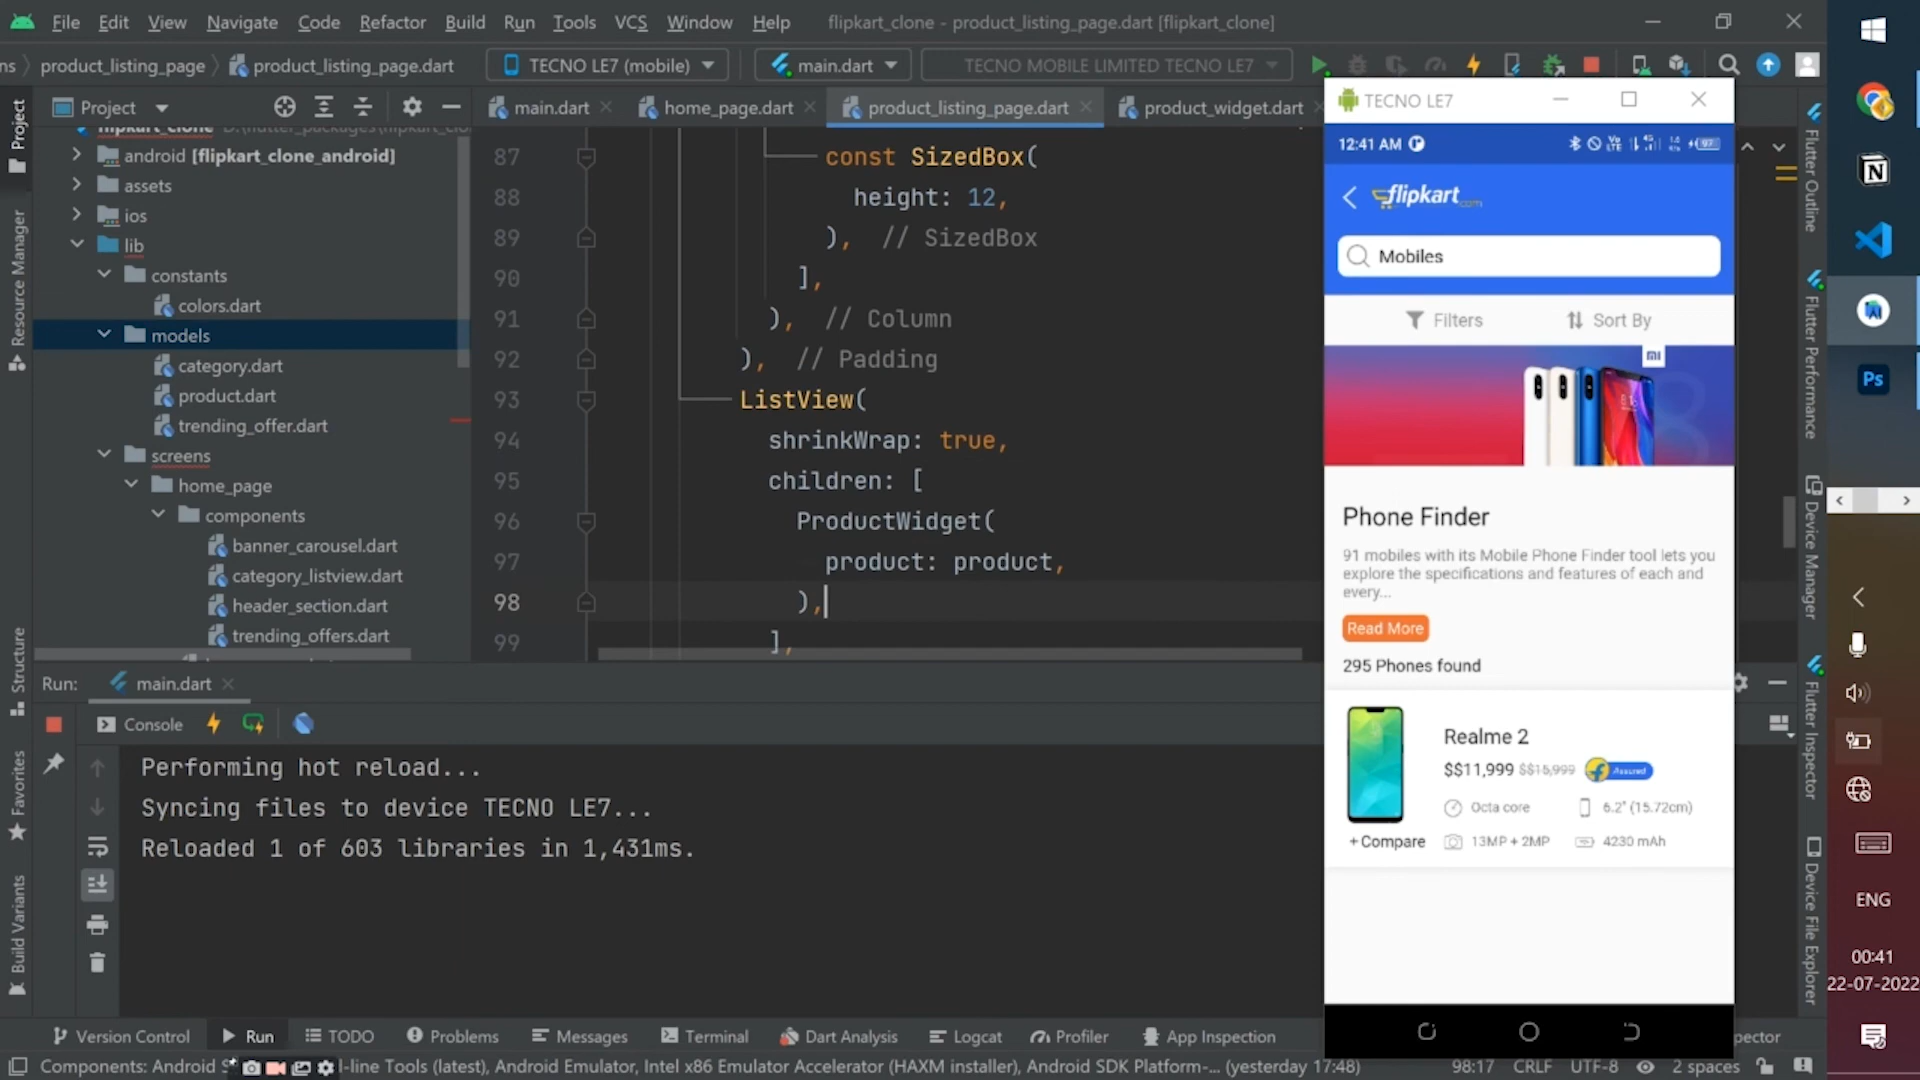 File Edit View Navigate Code Refactor Build Run Tools VCS Window Help flipkart_clone - product_listing_page.dart [flipkart_clone]
ns product_listing_page product_listing_page.dart TECNO LE7 (mobile) main.dart TECNO MOBILE LIMITED TECNO LE7
Project main.dart home_page.dart product_listing_page.dart product_widget.dart
flipkart_clone
android [flipkart_clone_android]
assets
ios
lib
constants
colors.dart
models
category.dart
product.dart
trending_offer.dart
screens
home_page
components
banner_carousel.dart
category_listview.dart
header_section.dart
trending_offers.dart
Project
Resource Manager
Structure
Favorites
Build Variants
87 const SizedBox(
88 height: 12,
89 ), // SizedBox
90 ],
91 ), // Column
92 ), // Padding
93 ListView(
94 shrinkWrap: true,
95 children: [
96 ProductWidget(
97 product: product,
98 ),
99 ],
Run: main.dart
Console
Performing hot reload...
Syncing files to device TECNO LE7...
Reloaded 1 of 603 libraries in 1,431ms.
TECNO LE7
12:41 AM
flipkart.com
Mobiles
Filters Sort By
mi
Phone Finder
91 mobiles with its Mobile Phone Finder tool lets you
explore the specifications and features of each and
every...
Read More
295 Phones found
Realme 2
$$11,999 $$15,999 Assured
Octa core 6.2" (15.72cm)
+ Compare 13MP + 2MP 4230 mAh
Flutter Outline
Flutter Performance
Device Manager
Flutter Inspector
Device File Explorer
Ps
ENG
00:41
22-07-2022
Version Control Run TODO Problems Messages Terminal Dart Analysis Logcat Profiler App Inspection pector
Components: Android S l-line Tools (latest), Android Emulator, Intel x86 Emulator Accelerator (HAXM installer), Android SDK Platform-... (yesterday 17:48) 98:17 CRLF UTF-8 2 spaces